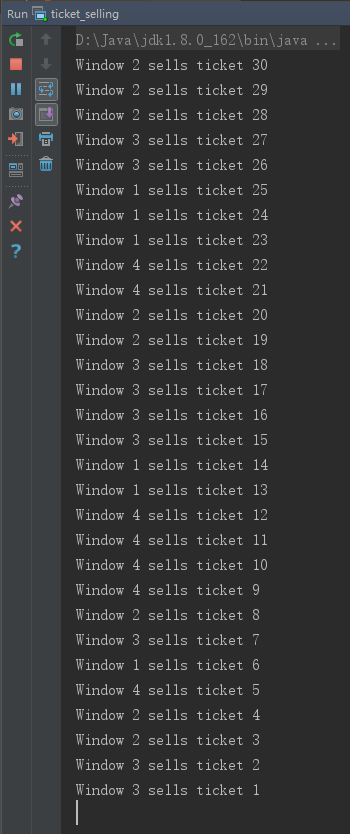 Run ticket_selling
D:\Java\jdk1.8.0_162\bin\java ...
Window 2 sells ticket 30
Window 2 sells ticket 29
Window 2 sells ticket 28
Window 3 sells ticket 27
Window 3 sells ticket 26
Window 1 sells ticket 25
Window 1 sells ticket 24
Window 1 sells ticket 23
Window 4 sells ticket 22
Window 4 sells ticket 21
Window 2 sells ticket 20
Window 2 sells ticket 19
Window 3 sells ticket 18
Window 3 sells ticket 17
Window 3 sells ticket 16
Window 3 sells ticket 15
Window 1 sells ticket 14
Window 1 sells ticket 13
Window 4 sells ticket 12
Window 4 sells ticket 11
Window 4 sells ticket 10
Window 4 sells ticket 9
Window 2 sells ticket 8
Window 3 sells ticket 7
Window 1 sells ticket 6
Window 4 sells ticket 5
Window 2 sells ticket 4
Window 2 sells ticket 3
Window 3 sells ticket 2
Window 3 sells ticket 1